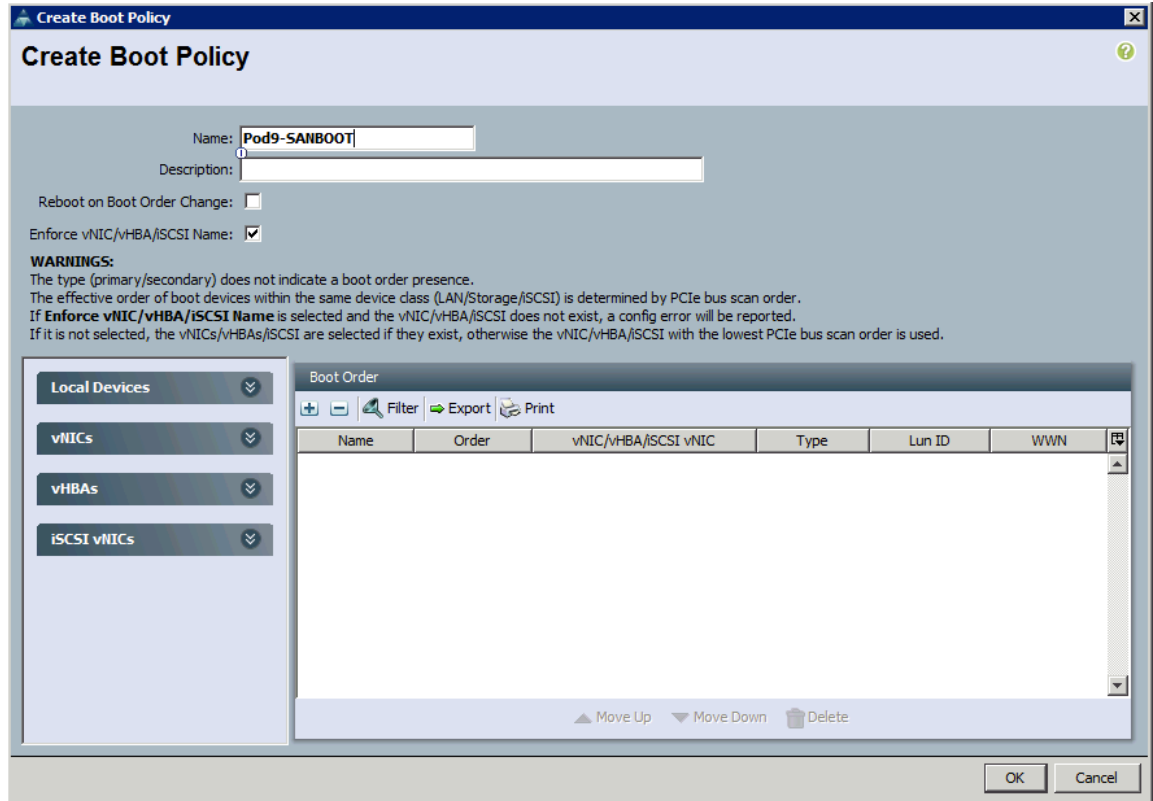 Create Boot Policy
Create Boot Policy
Name: Pod9-SANBOOT
Description:
Reboot on Boot Order Change:
Enforce vNIC/vHBA/iSCSI Name:
WARNINGS:
The type (primary/secondary) does not indicate a boot order presence.
The effective order of boot devices within the same device class (LAN/Storage/iSCSI) is determined by PCIe bus scan order.
If Enforce vNIC/vHBA/iSCSI Name is selected and the vNIC/vHBA/iSCSI does not exist, a config error will be reported.
If it is not selected, the vNICs/vHBAs/iSCSI are selected if they exist, otherwise the vNIC/vHBA/iSCSI with the lowest PCIe bus scan order is used.
Local Devices
vNICs
vHBAs
iSCSI vNICs
Boot Order
Filter Export Print
Name Order vNIC/vHBA/iSCSI vNIC Type Lun ID WWN
Move Up Move Down Delete
OK Cancel